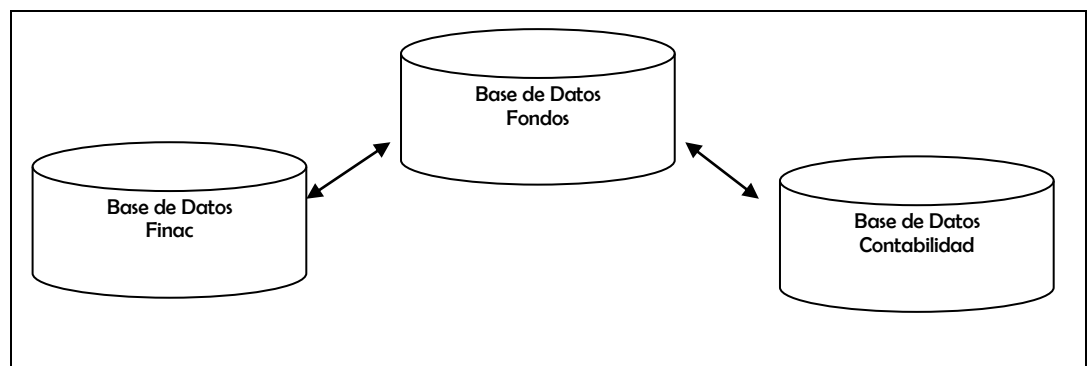 Base de Datos
Fondos
Base de Datos
Finac
Base de Datos
Contabilidad